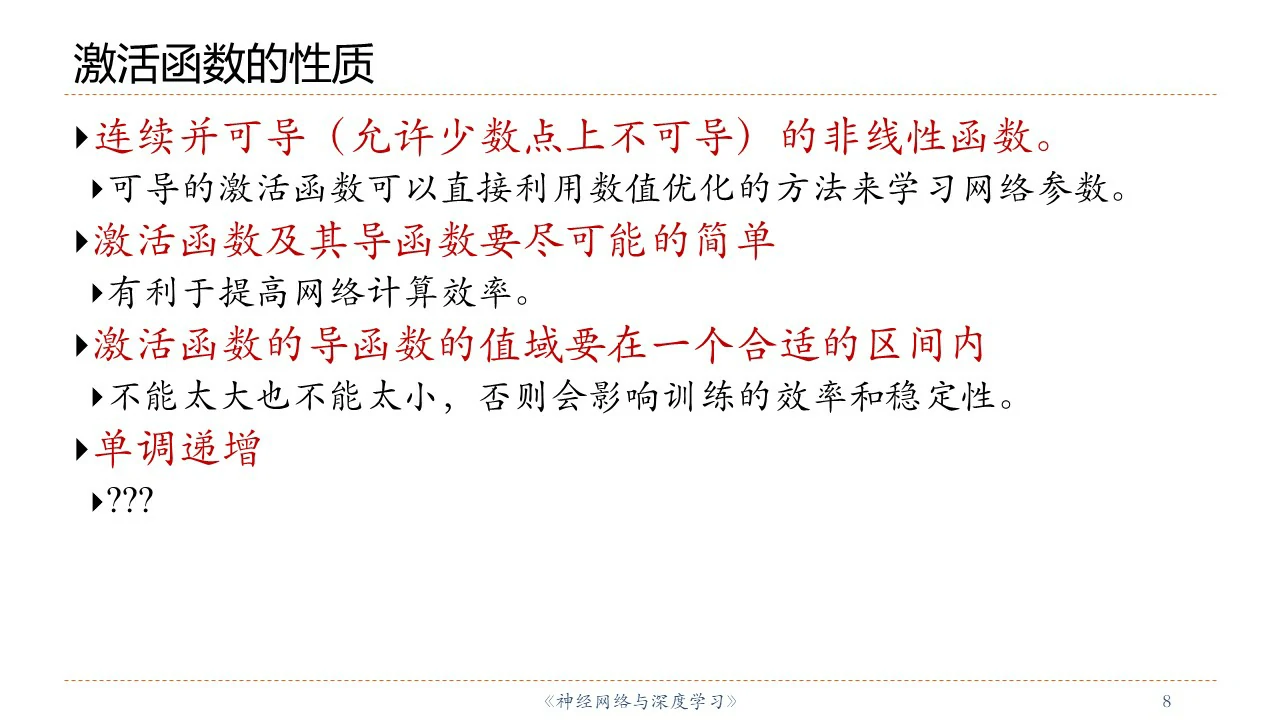 激活函数的性质
连续并可导（允许少数点上不可导）的非线性函数。
可导的激活函数可以直接利用数值优化的方法来学习网络参数。
激活函数及其导函数要尽可能的简单
有利于提高网络计算效率。
激活函数的导函数的值域要在一个合适的区间内
不能太大也不能太小，否则会影响训练的效率和稳定性。
单调递增
???
《神经网络与深度学习》
8